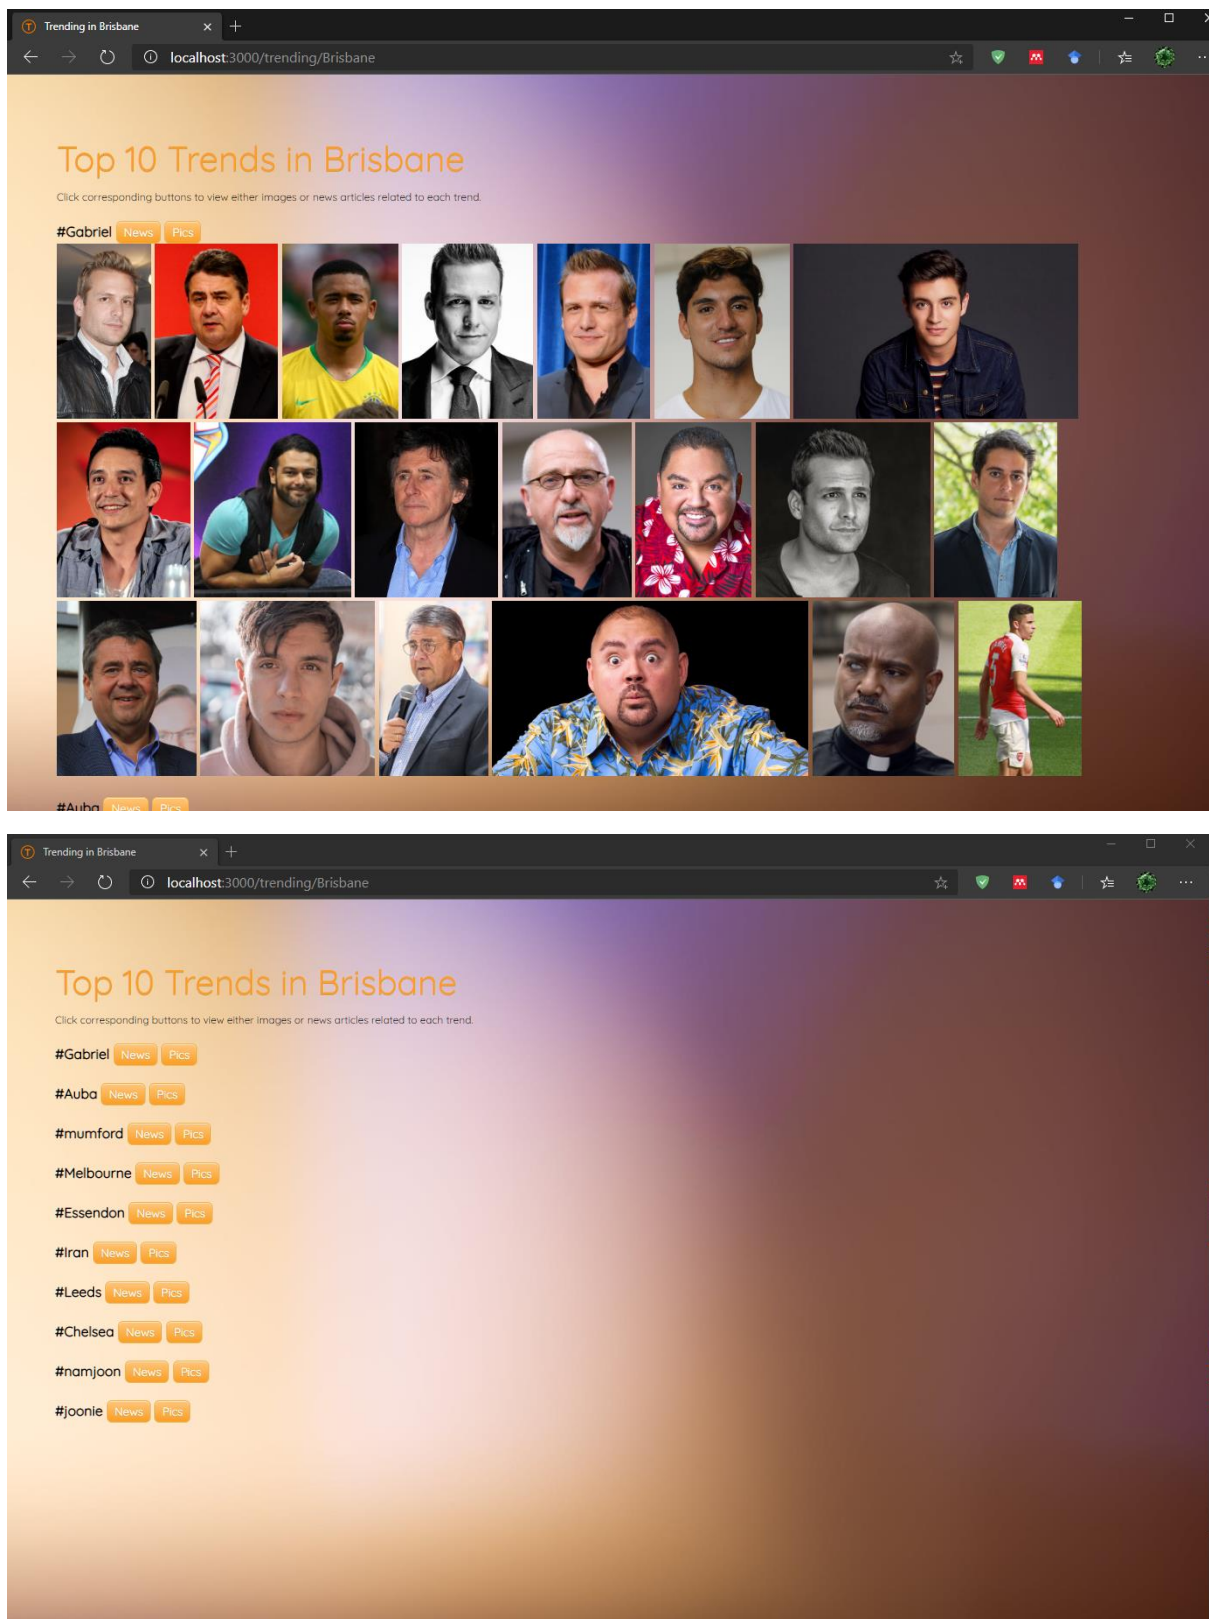 Trending in Brisbane
localhost:3000/trending/Brisbane
Top 10 Trends in Brisbane
Click corresponding buttons to view either images or news articles related to each trend.
#Gabriel News Pics
#Auba News Pics
Trending in Brisbane
localhost:3000/trending/Brisbane
Top 10 Trends in Brisbane
Click corresponding buttons to view either images or news articles related to each trend.
#Gabriel News Pics
#Auba News Pics
#mumford News Pics
#Melbourne News Pics
#Essendon News Pics
#Iran News Pics
#Leeds News Pics
#Chelsea News Pics
#namjoon News Pics
#joonie News Pics